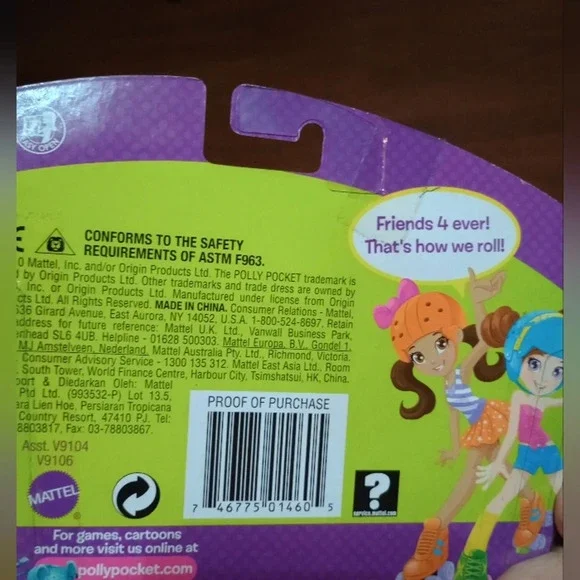 EASY OPEN
Friends 4 ever!
That's how we roll!
CONFORMS TO THE SAFETY
REQUIREMENTS OF ASTM F963.
0 Mattel, Inc. and/or Origin Products Ltd. The POLLY POCKET trademark is
d by Origin Products Ltd. Other trademarks and trade dress are owned by
Inc. or Origin Products Ltd. Manufactured under license from Origin
cts Ltd. All Rights Reserved. MADE IN CHINA. Consumer Relations - Mattel,
636 Girard Avenue, East Aurora, NY 14052, U.S.A. 1-800-524-8697. Retain
address for future reference: Mattel U.K. Ltd., Vanwall Business Park,
enhead SL6 4UB. Helpline - 01628 500303. Mattel Europa, B.V., Gondel 1,
MJ Amstelveen, Nederland. Mattel Australia Pty. Ltd., Richmond, Victoria.
. Consumer Advisory Service - 1300 135 312. Mattel East Asia Ltd., Room
, South Tower, World Finance Centre, Harbour City, Tsimshatsui, HK, China.
port & Diedarkan Oleh: Mattel
Ptd Ltd. (993532-P) Lot 13.5,
ara Lien Hoe, Persiaran Tropicana
Country Resort, 47410 PJ. Tel:
8803817, Fax: 03-78803867.
Asst. V9104
V9106
PROOF OF PURCHASE
7 46775 01460 5
MATTEL
?
service.mattel.com
For games, cartoons
and more visit us online at
pollypocket.com